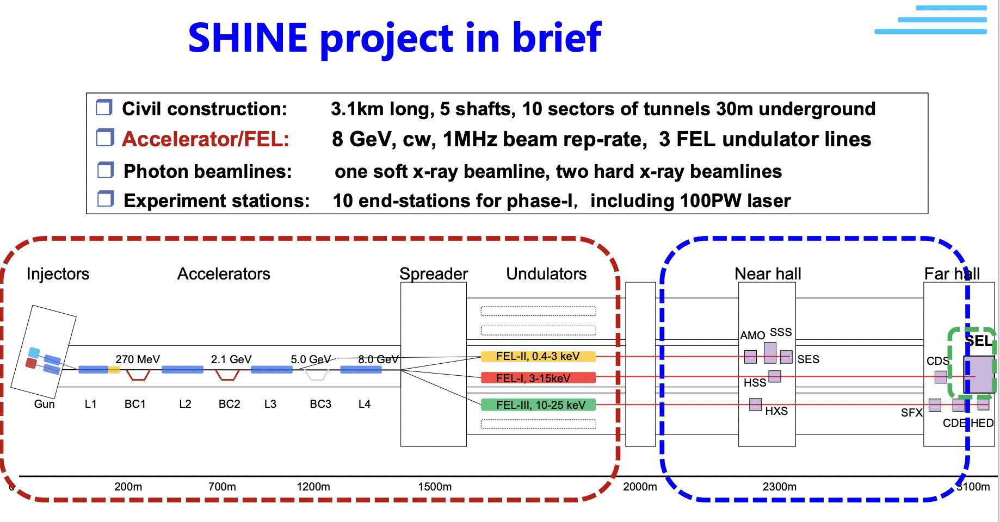 SHINE project in brief
Civil construction: 3.1km long, 5 shafts, 10 sectors of tunnels 30m underground
Accelerator/FEL: 8 GeV, cw, 1MHz beam rep-rate, 3 FEL undulator lines
Photon beamlines: one soft x-ray beamline, two hard x-ray beamlines
Experiment stations: 10 end-stations for phase-I, including 100PW laser
Injectors Accelerators Spreader Undulators Near hall Far hall
AMO SSS
SEL
270 MeV 2.1 GeV 5.0 GeV 8.0 GeV FEL-II, 0.4-3 keV SES CDS
FEL-I, 3-15keV HSS
Gun L1 BC1 L2 BC2 L3 BC3 L4 FEL-III, 10-25 keV HXS SFX
CDE HED
0 200m 700m 1200m 1500m 2000m 2300m 3100m